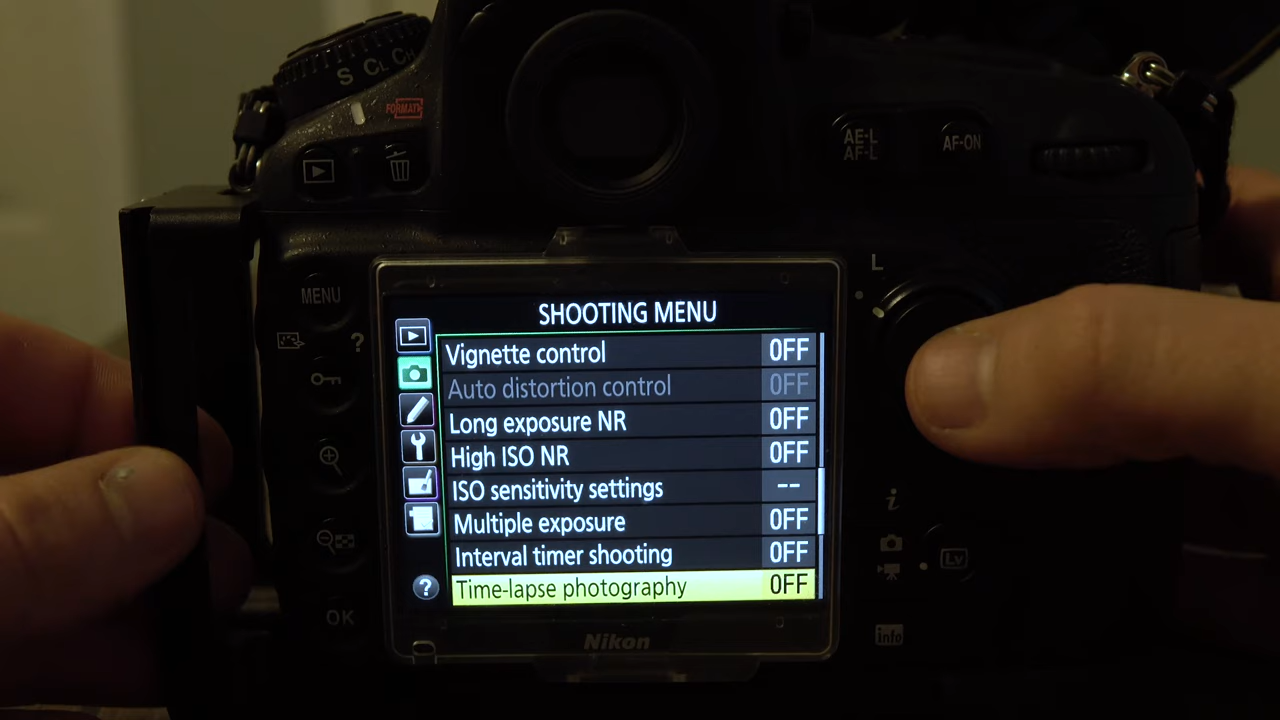 S CL CH
FORMAT
AE-L
AF-L
AF-ON
L
MENU
?
SHOOTING MENU
Vignette control OFF
Auto distortion control OFF
Long exposure NR OFF
High ISO NR OFF
ISO sensitivity settings --
Multiple exposure OFF
Interval timer shooting OFF
? Time-lapse photography OFF
i
Lv
OK
Nikon
info